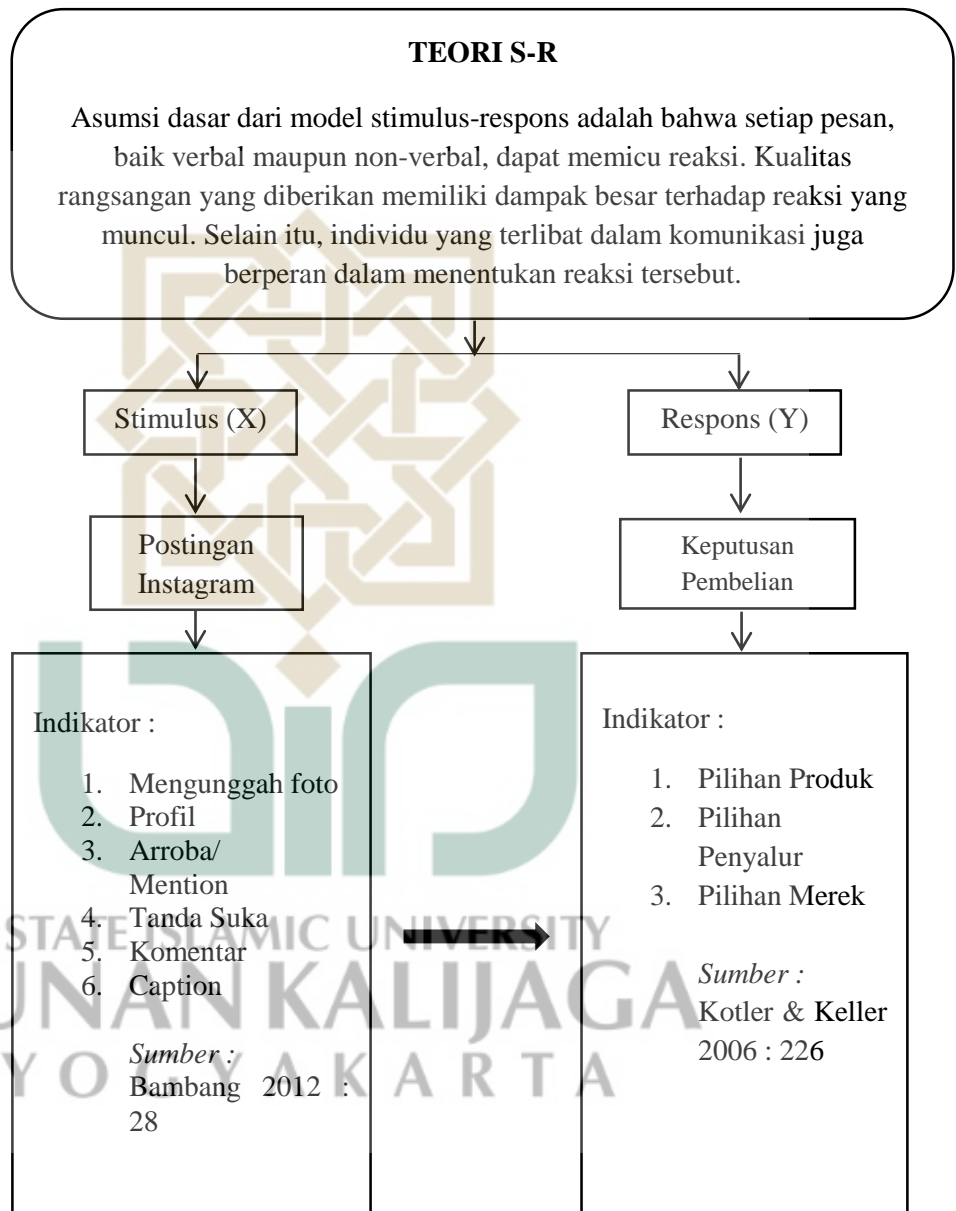 TEORI S-R
Asumsi dasar dari model stimulus-respons adalah bahwa setiap pesan,
baik verbal maupun non-verbal, dapat memicu reaksi. Kualitas
rangsangan yang diberikan memiliki dampak besar terhadap reaksi yang
muncul. Selain itu, individu yang terlibat dalam komunikasi juga
berperan dalam menentukan reaksi tersebut.
Stimulus (X)
Respons (Y)
Postingan
Instagram
Keputusan
Pembelian
Indikator :
1. Mengunggah foto
2. Profil
3. Arroba/
Mention
4. Tanda Suka
5. Komentar
6. Caption
Sumber :
Bambang 2012 :
28
Indikator :
1. Pilihan Produk
2. Pilihan
Penyalur
3. Pilihan Merek
Sumber :
Kotler & Keller
2006 : 226
STATE ISLAMIC UNIVERSITY
SUNAN KALIJAGA
YOGYAKARTA